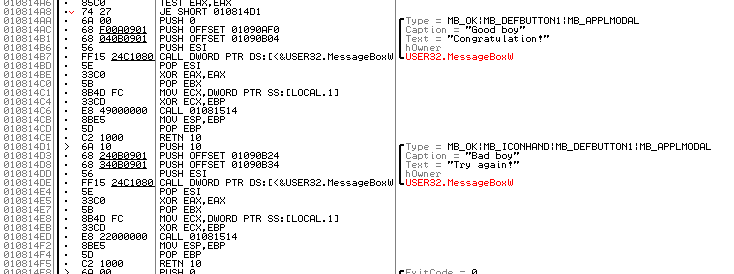 010814A6 85C0 TEST EAX,EAX
010814A8 74 27 JE SHORT 010814D1
010814AA 6A 00 PUSH 0 Type = MB_OK|MB_DEFBUTTON1|MB_APPLMODAL
010814AC 68 F00A0901 PUSH OFFSET 01090AF0 Caption = "Good boy"
010814B1 68 040B0901 PUSH OFFSET 01090B04 Text = "Congratulation!"
010814B6 56 PUSH ESI hOwner
010814B7 FF15 24C1080 CALL DWORD PTR DS:[<&USER32.MessageBoxW USER32.MessageBoxW
010814BD 5E POP ESI
010814BE 33C0 XOR EAX,EAX
010814C0 5B POP EBX
010814C1 8B4D FC MOV ECX,DWORD PTR SS:[LOCAL.1]
010814C4 33CD XOR ECX,EBP
010814C6 E8 49000000 CALL 01081514
010814CB 8BE5 MOV ESP,EBP
010814CD 5D POP EBP
010814CE C2 1000 RETN 10
010814D1 > 6A 10 PUSH 10 Type = MB_OK|MB_ICONHAND|MB_DEFBUTTON1|MB_APPLMODAL
010814D3 68 240B0901 PUSH OFFSET 01090B24 Caption = "Bad boy"
010814D8 68 340B0901 PUSH OFFSET 01090B34 Text = "Try again!"
010814DD 56 PUSH ESI hOwner
010814DE FF15 24C1080 CALL DWORD PTR DS:[<&USER32.MessageBoxW USER32.MessageBoxW
010814E4 5E POP ESI
010814E5 33C0 XOR EAX,EAX
010814E7 5B POP EBX
010814E8 8B4D FC MOV ECX,DWORD PTR SS:[LOCAL.1]
010814EB 33CD XOR ECX,EBP
010814ED E8 22000000 CALL 01081514
010814F2 8BE5 MOV ESP,EBP
010814F4 5D POP EBP
010814F5 C2 1000 RETN 10
010814F8 > 6A 00 PUSH 0 ExitCode = 0